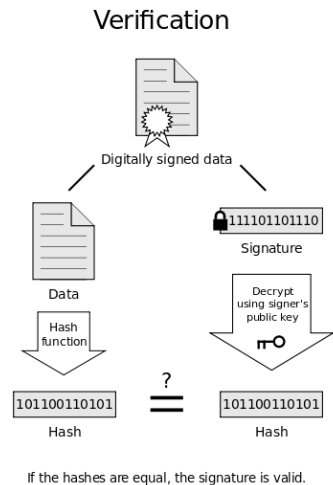 Verification
Digitally signed data
111101101110
Signature
Data
Hash
function
Decrypt
using signer's
public key
?
=
101100110101
101100110101
Hash
Hash
If the hashes are equal, the signature is valid.